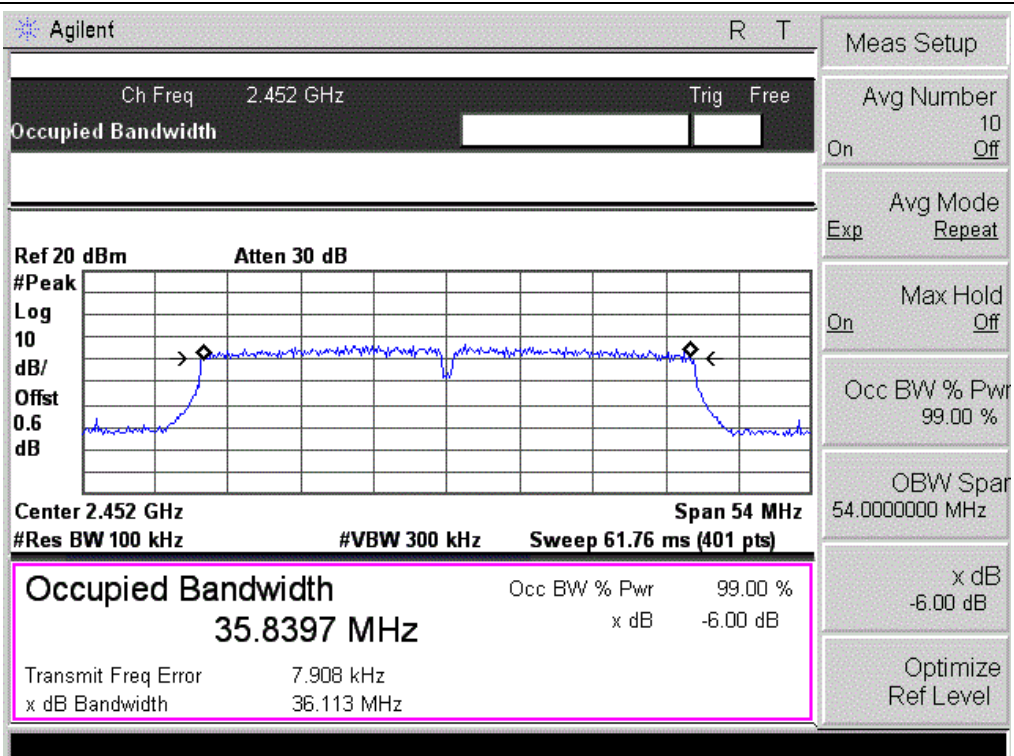 Agilent R T
Ch Freq 2.452 GHz Trig Free
Occupied Bandwidth
Ref 20 dBm Atten 30 dB
#Peak
Log
10
dB/
Offst
0.6
dB
Center 2.452 GHz Span 54 MHz
#Res BW 100 kHz #VBW 300 kHz Sweep 61.76 ms (401 pts)
Occupied Bandwidth Occ BW % Pwr 99.00 %
35.8397 MHz x dB -6.00 dB
Transmit Freq Error 7.908 kHz
x dB Bandwidth 36.113 MHz
Meas Setup
Avg Number
10
On Off
Avg Mode
Exp Repeat
Max Hold
On Off
Occ BW % Pwr
99.00 %
OBW Span
54.0000000 MHz
x dB
-6.00 dB
Optimize
Ref Level